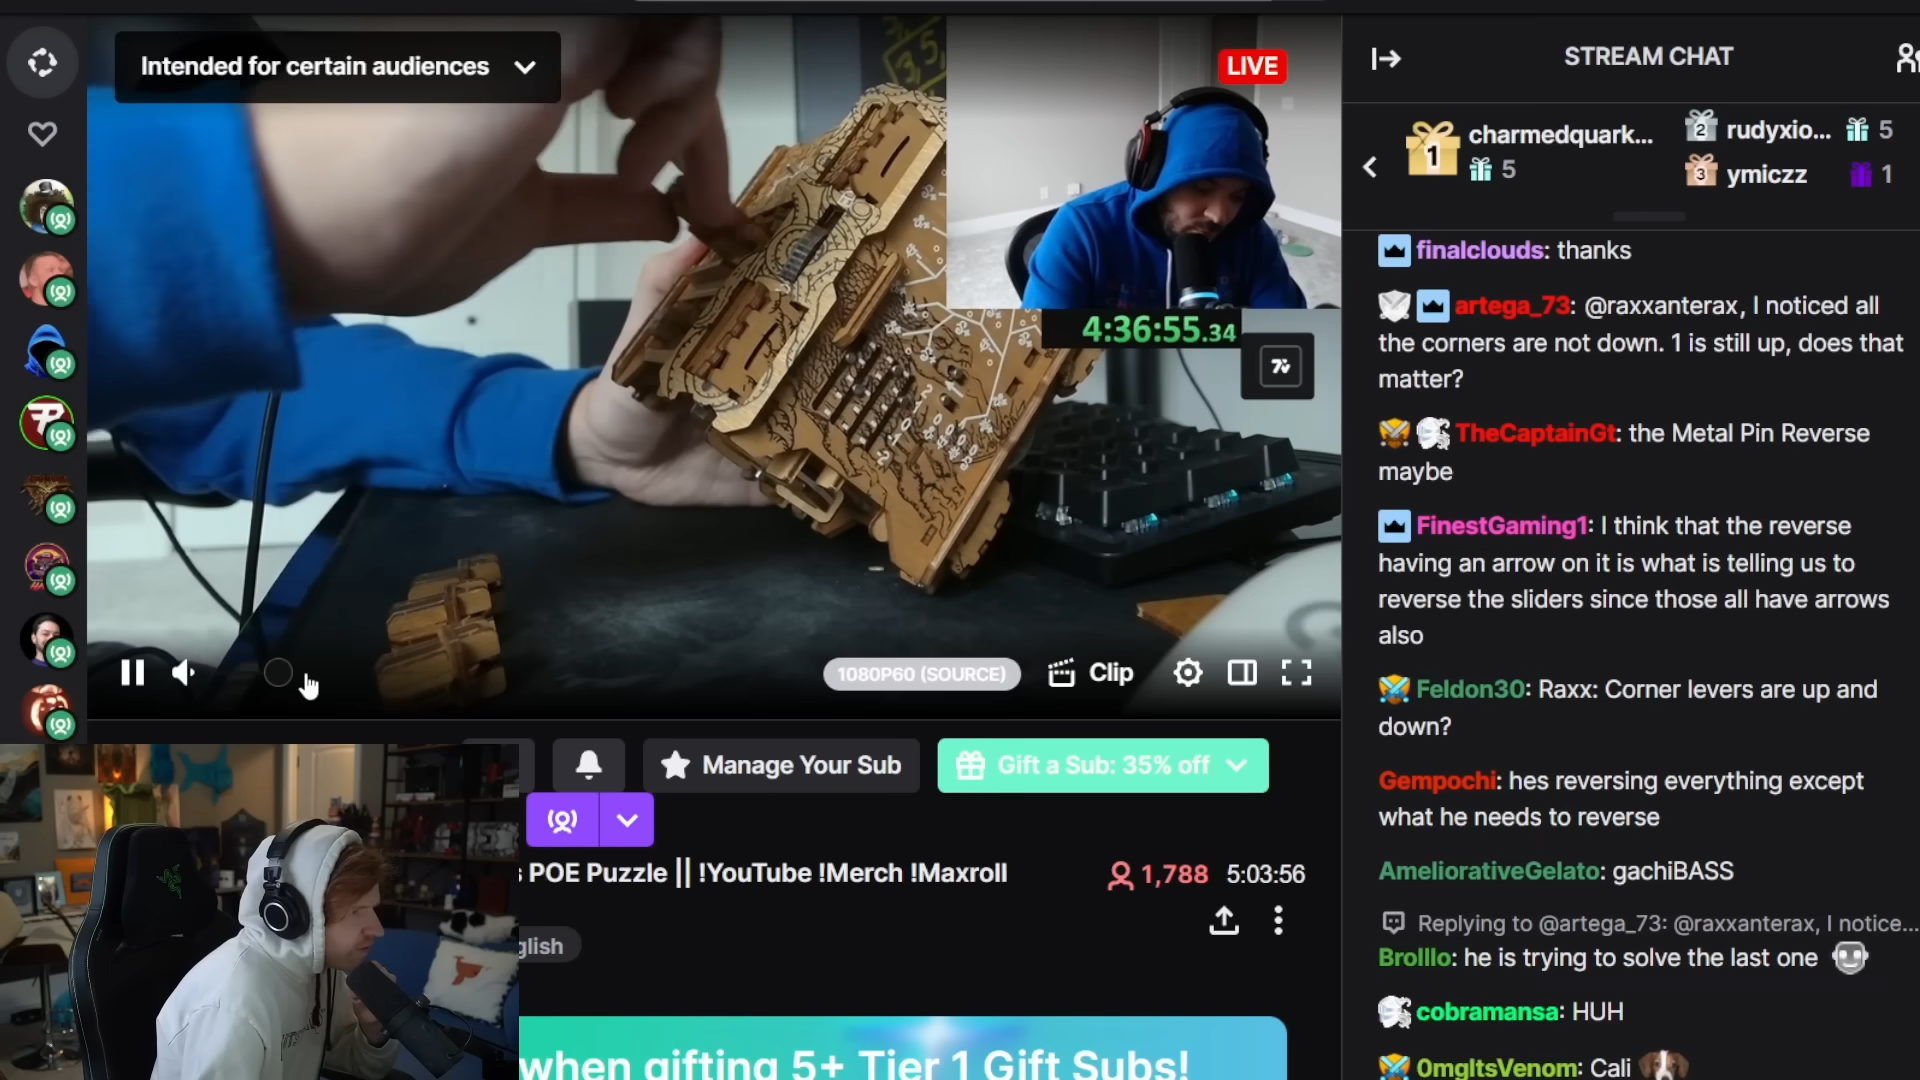 Intended for certain audiences
LIVE
4:36:55.34
1080P60 (SOURCE)
Clip
Manage Your Sub
Gift a Sub: 35% off
POE Puzzle || !YouTube !Merch !Maxroll
1,788 5:03:56
glish
when gifting 5+ Tier 1 Gift Subs!
STREAM CHAT
1
charmedquark...
5
2 rudyxio... 5
3 ymiczz 1
finalclouds: thanks
artega_73: @raxxanterax, I noticed all
the corners are not down. 1 is still up, does that
matter?
TheCaptainGt: the Metal Pin Reverse
maybe
FinestGaming1: I think that the reverse
having an arrow on it is what is telling us to
reverse the sliders since those all have arrows
also
Feldon30: Raxx: Corner levers are up and
down?
Gempochi: hes reversing everything except
what he needs to reverse
AmeliorativeGelato: gachiBASS
Replying to @artega_73: @raxxanterax, I notice...
Brolllo: he is trying to solve the last one
cobramansa: HUH
0mgItsVenom: Cali